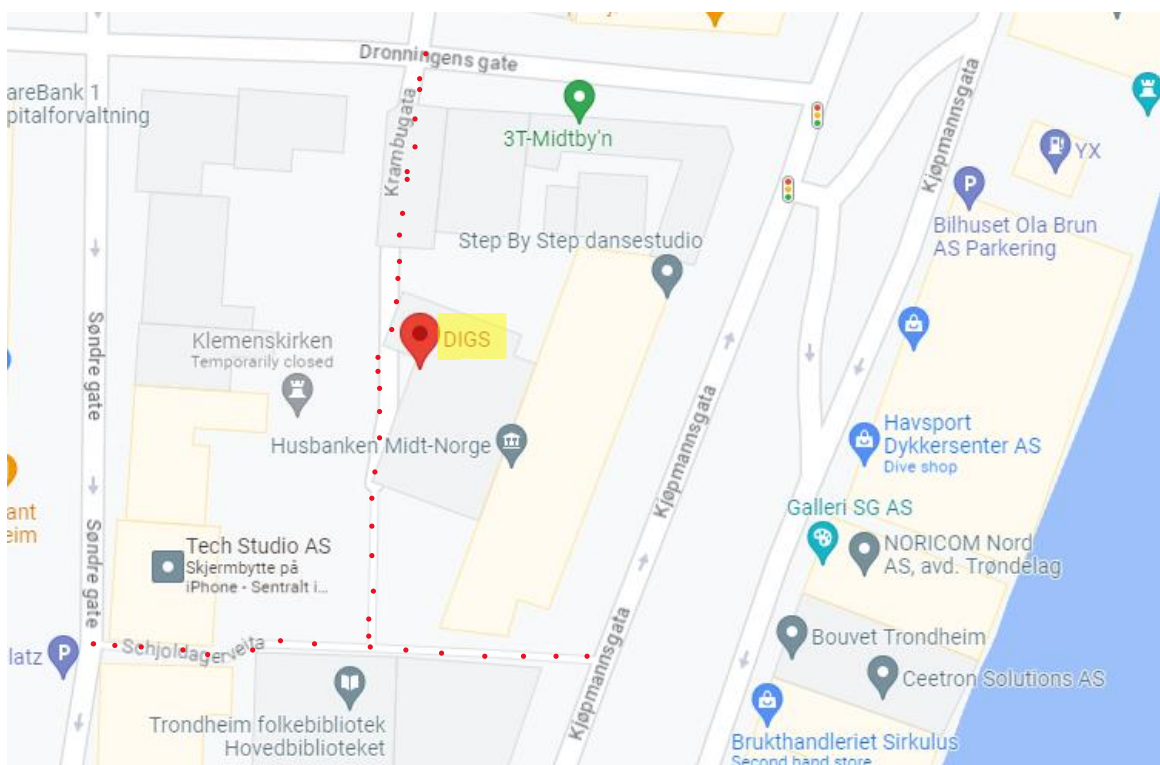 Dronningens gate
areBank 1
pitalforvaltning
3T-Midtby'n
Krambugata
Kjøpmannsgata
YX
P
Bilhuset Ola Brun
AS Parkering
Step By Step dansestudio
Søndre gate
Klemenskirken
Temporarily closed
DIGS
Kjøpmannsgata
Husbanken Midt-Norge
Havsport
Dykkersenter AS
Dive shop
ant
eim
Søndre gate
Kjøpmannsgata
Galleri SG AS
NORICOM Nord
AS, avd. Trøndelag
Tech Studio AS
Skjermbytte på
iPhone - Sentralt i...
latz
P
Schjoldagerveita
Kjøpmannsgata
Bouvet Trondheim
Ceetron Solutions AS
Trondheim folkebibliotek
Hovedbiblioteket
Brukthandleriet Sirkulus
Second hand store